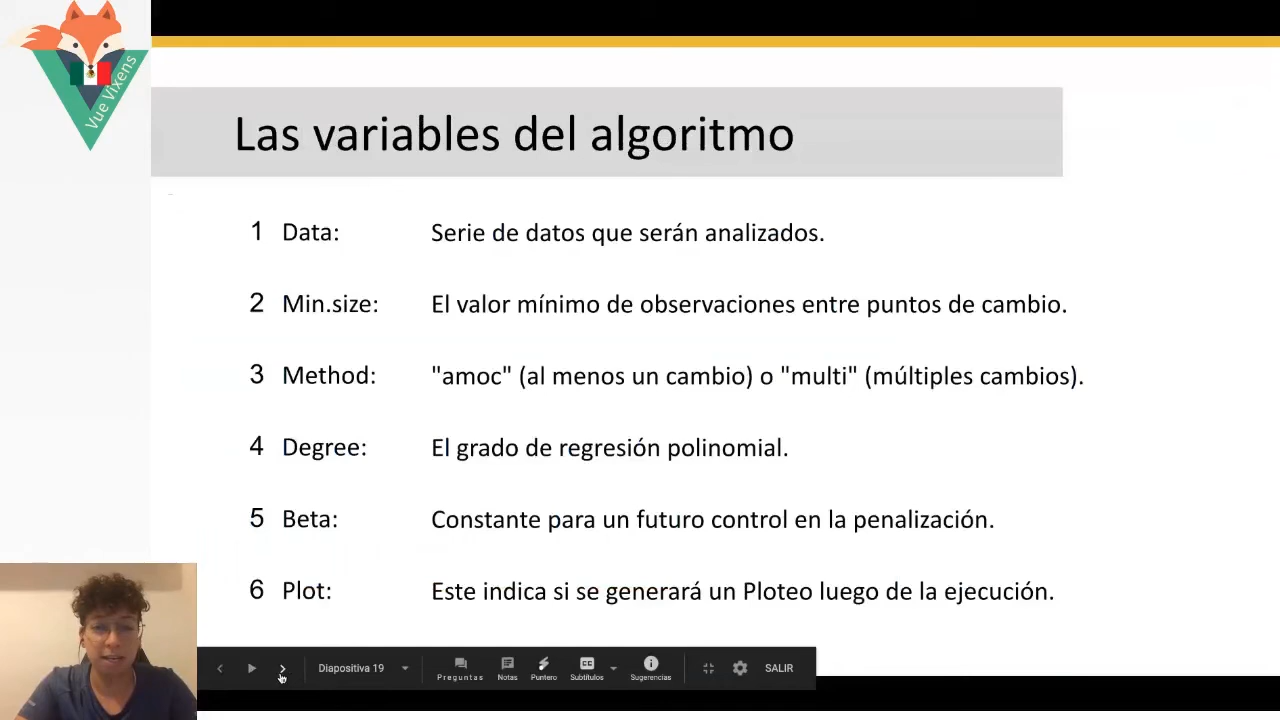 Vue Vixens
Las variables del algoritmo
1 Data: Serie de datos que serán analizados.
2 Min.size: El valor mínimo de observaciones entre puntos de cambio.
3 Method: "amoc" (al menos un cambio) o "multi" (múltiples cambios).
4 Degree: El grado de regresión polinomial.
5 Beta: Constante para un futuro control en la penalización.
6 Plot: Este indica si se generará un Ploteo luego de la ejecución.
Diapositiva 19 Preguntas Notas Puntero CC Subtítulos Sugerencias SALIR